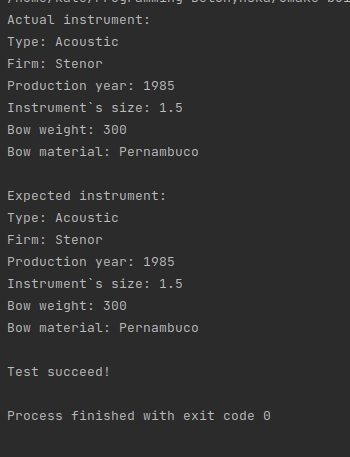 Actual instrument:
Type: Acoustic
Firm: Stenor
Production year: 1985
Instrument`s size: 1.5
Bow weight: 300
Bow material: Pernambuco
Expected instrument:
Type: Acoustic
Firm: Stenor
Production year: 1985
Instrument`s size: 1.5
Bow weight: 300
Bow material: Pernambuco
Test succeed!
Process finished with exit code 0